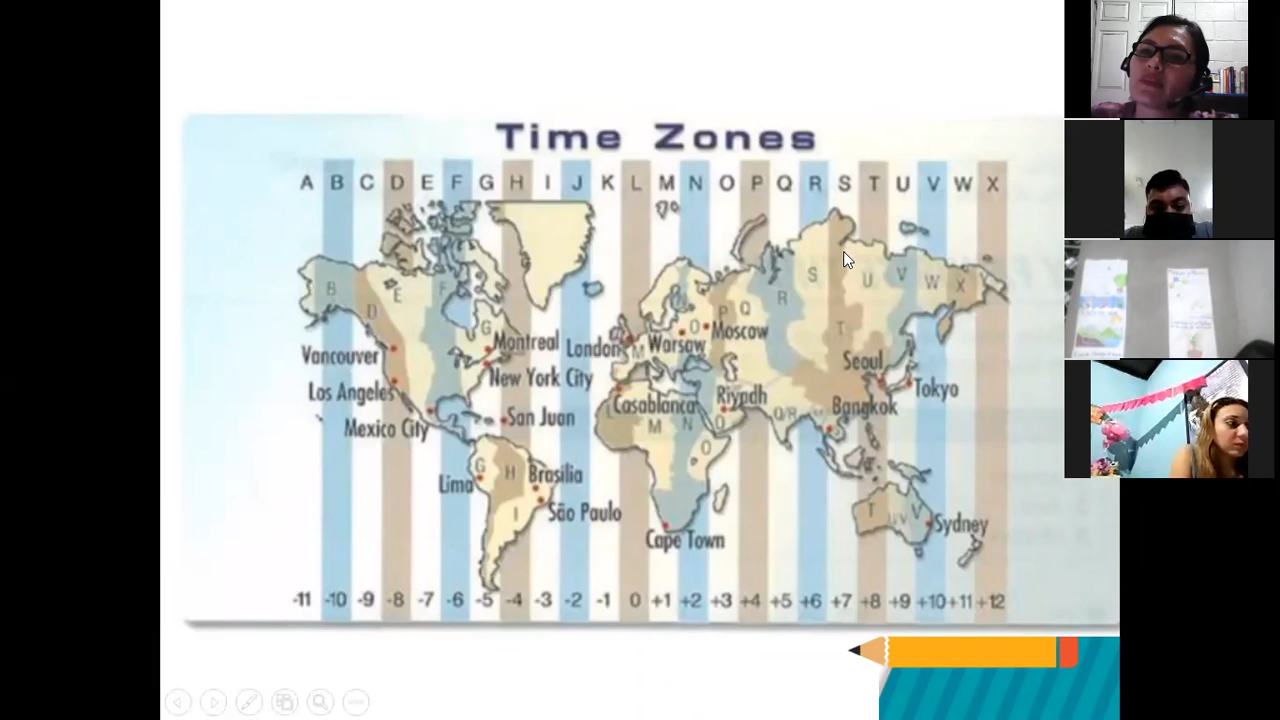 Time Zones
A B C D E F G H I J K L M N O P Q R S T U V W X
B
D
E
F
G
S
U
V
W
X
R
P
Q
T
O
M
Montreal
London
Warsaw
Moscow
Vancouver
New York City
Seoul
Los Angeles
San Juan
Casablanca
Riyadh
Bangkok
Tokyo
Mexico City
M
N
O
O
Q/R
Lima
G
H
Brasilia
I
São Paulo
Cape Town
T
V
Sydney
-11 -10 -9 -8 -7 -6 -5 -4 -3 -2 -1 0 +1 +2 +3 +4 +5 +6 +7 +8 +9 +10 +11 +12